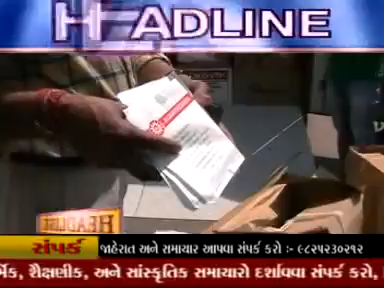 HEADLINE
HEADLINE
સંપર્ક જાહેરાત અને સમાચાર આપવા સંપર્ક કરો :- ૯૮૨૫૨૩૦૨૧૨
ર્મિક, શૈક્ષણીક, અને સાંસ્કૃતિક સમાચારો દર્શાવવા સંપર્ક કરો,